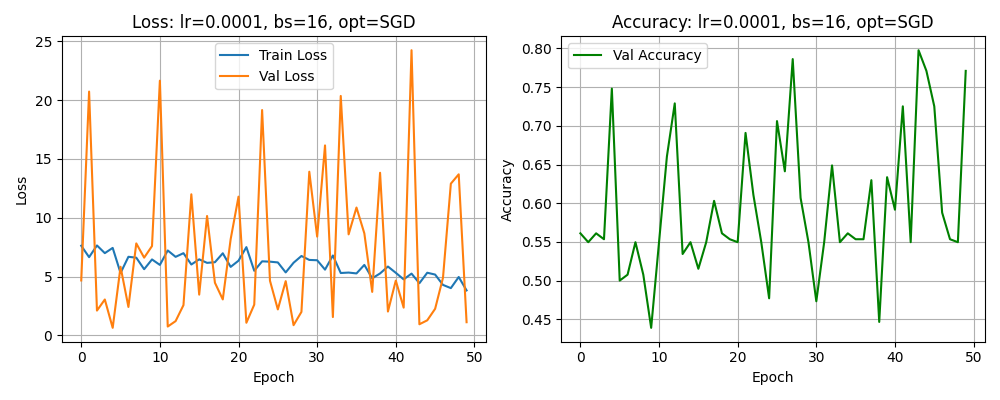 Loss: lr=0.0001, bs=16, opt=SGD
25
20
15
10
5
0
Loss
0 10 20 30 40 50
Epoch
Train Loss
Val Loss
Accuracy: lr=0.0001, bs=16, opt=SGD
0.80
0.75
0.70
0.65
0.60
0.55
0.50
0.45
Accuracy
0 10 20 30 40 50
Epoch
Val Accuracy